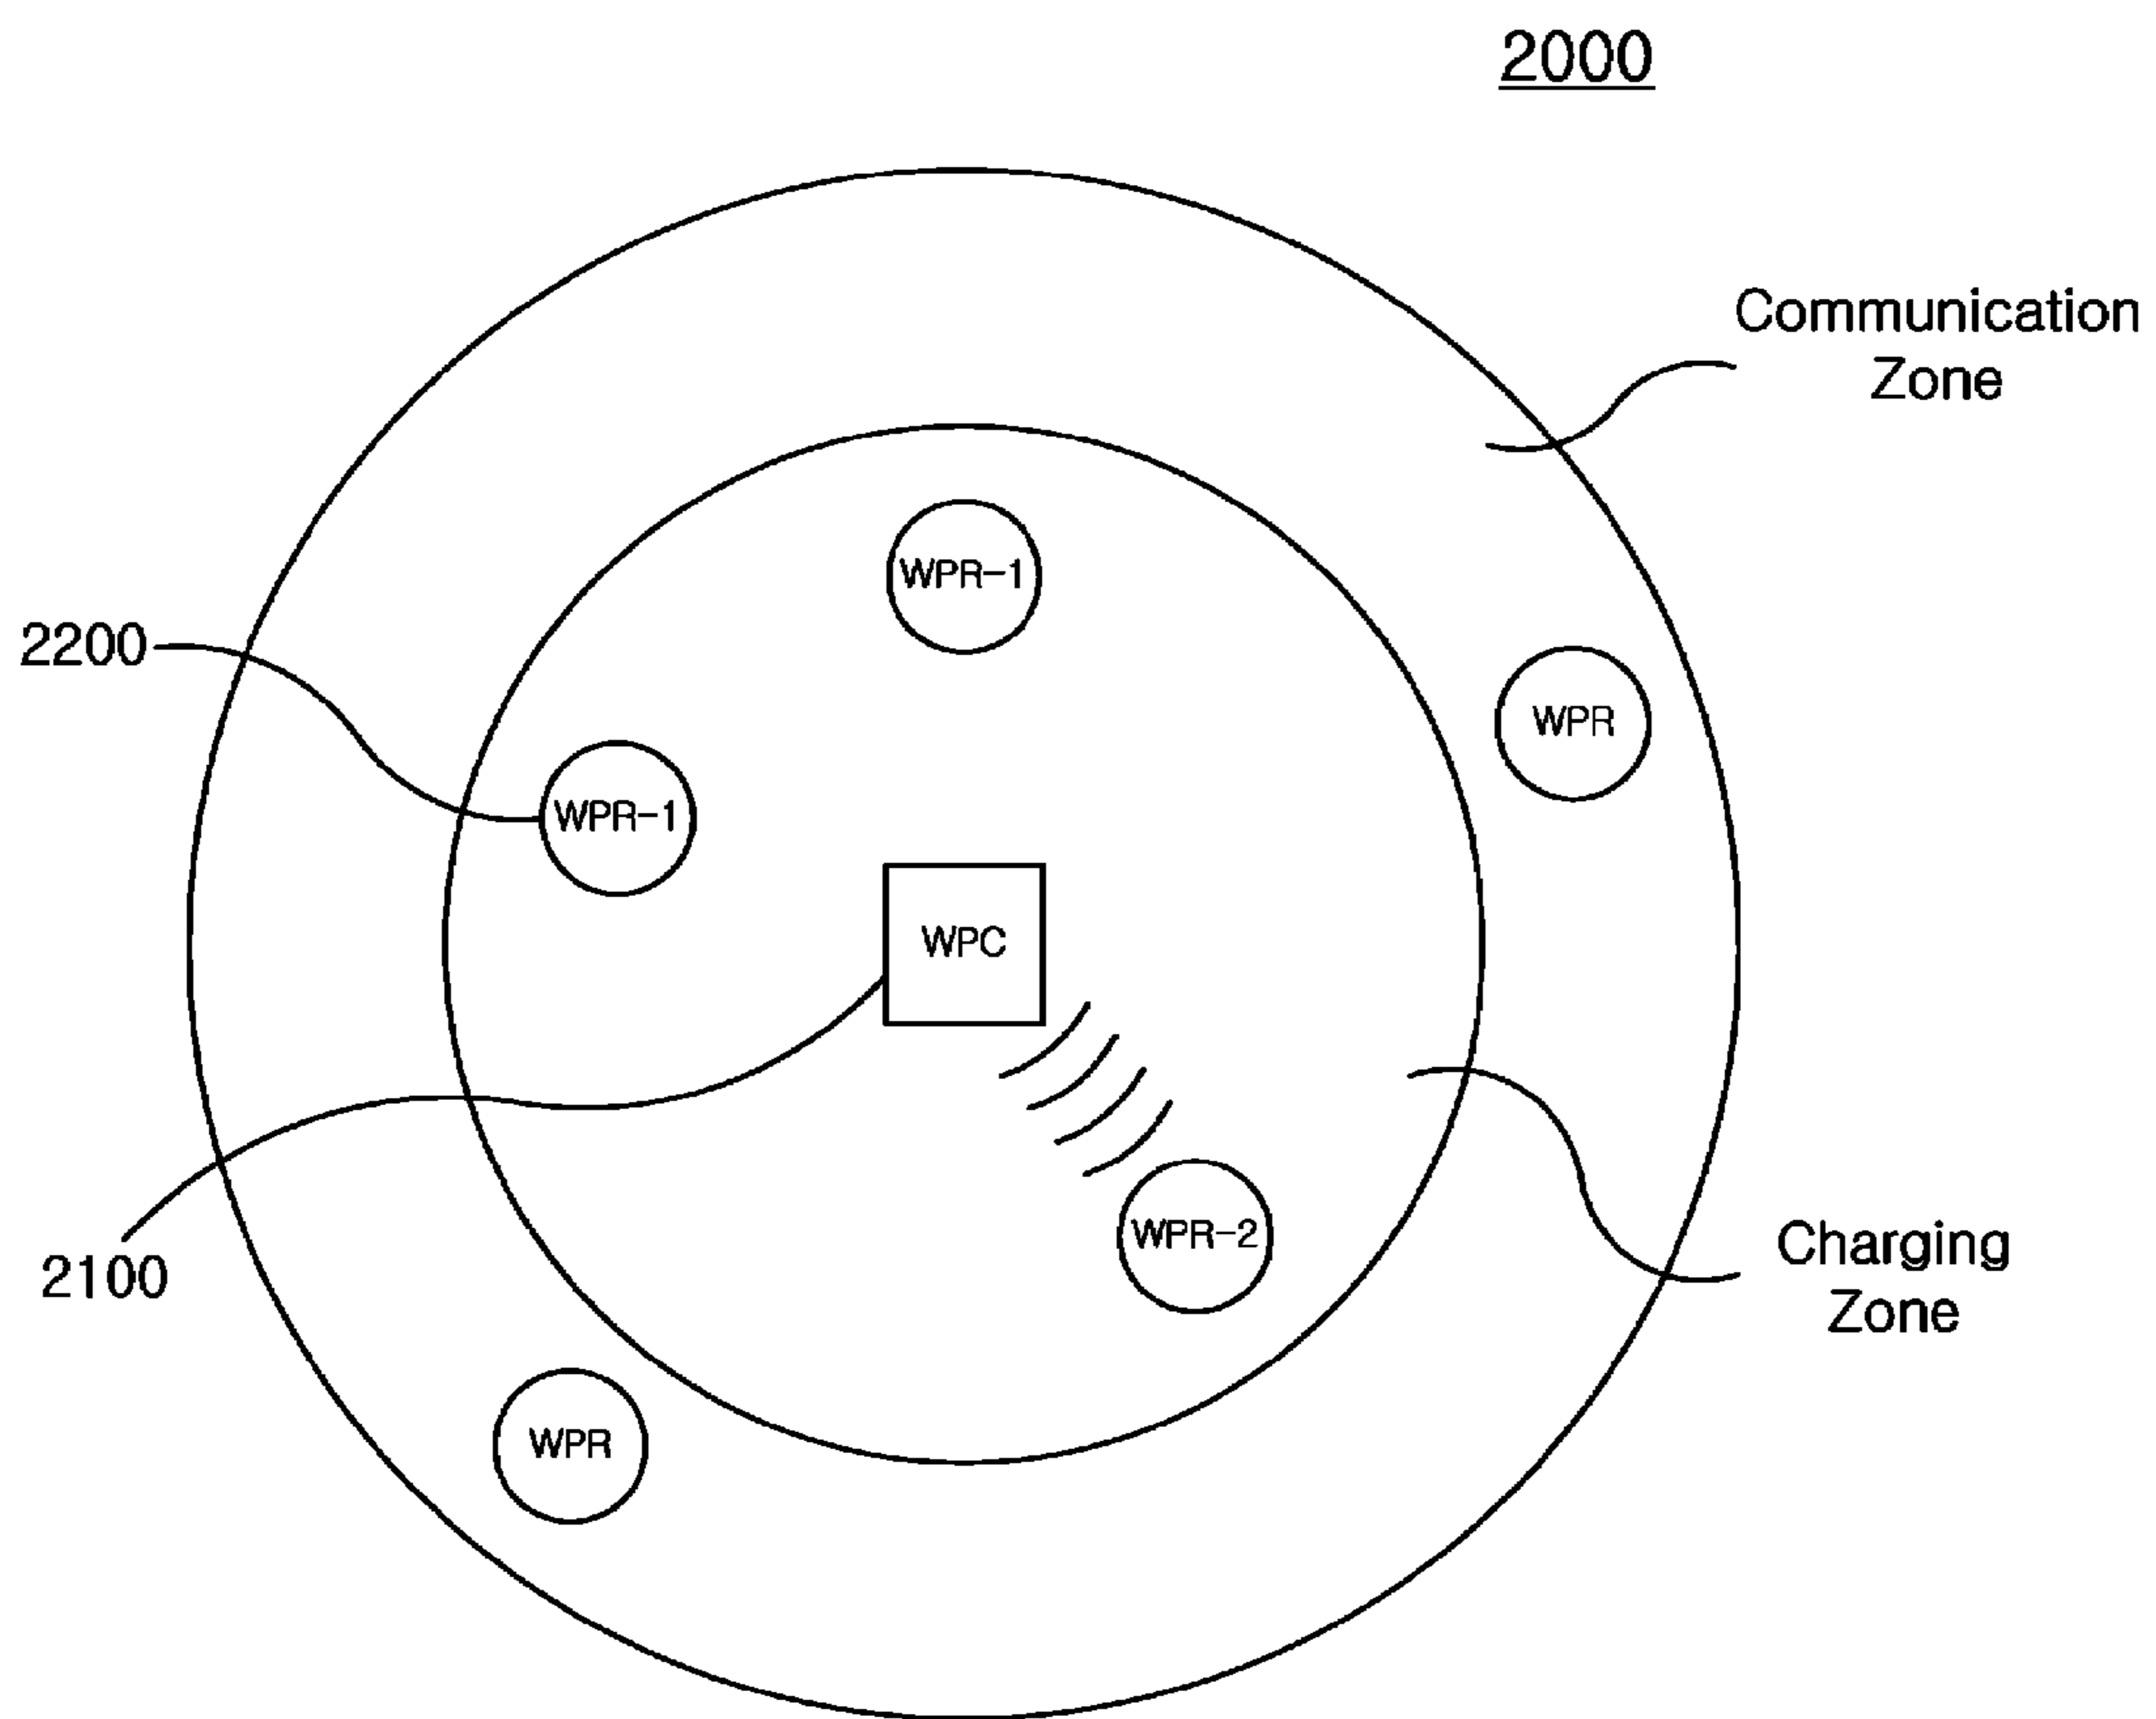 2000
Communication
Zone
WPR-1
2200
WPR
WPR-1
WPC
2100
WPR-2
Charging
Zone
WPR